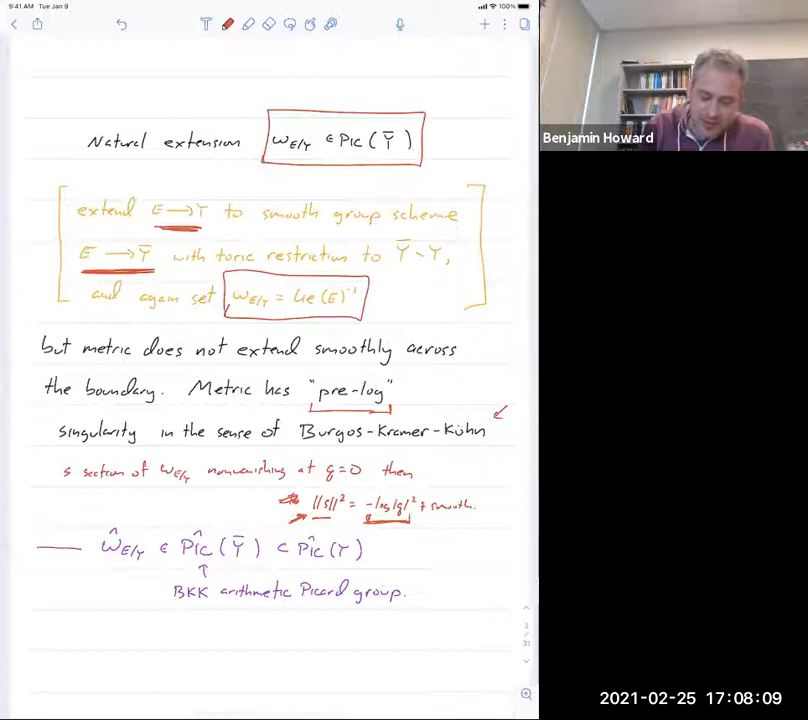 9:41 AM Tue Jan 9
100%
Natural extension ω_{E/Y} ∈ Pic(Ȳ)
extend E → Y to smooth group scheme
E → Ȳ with toric restriction to Ȳ \ Y,
and again set ω_{E/Y} = Lie(E)^{-1}
but metric does not extend smoothly across
the boundary. Metric has "pre-log"
singularity in the sense of Burgos-Kramer-Kühn
s section of ω_{E/Y} nonvanishing at q=0 then
||s||² = -log|q|² + smooth.
ω̂_{E/Y} ∈ P̂ic(Ȳ) ⊂ P̂ic(Y)
↑
BKK arithmetic Picard group.
3
/
31
Benjamin Howard
2021-02-25 17:08:09